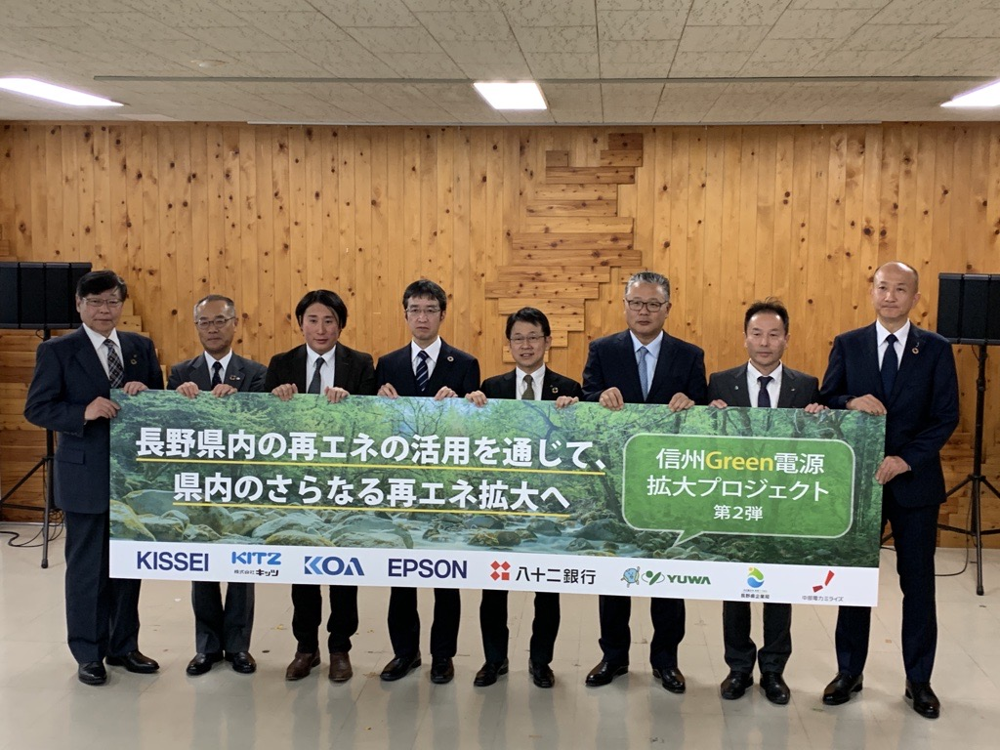 長野県内の再エネの活用を通じて、
県内のさらなる再エネ拡大へ
信州Green電源
拡大プロジェクト
第2弾
KISSEI
KITZ
株式会社キッツ
KOA
EPSON
八十二銀行
YUWA
長野県企業局
中部電力ミライズ